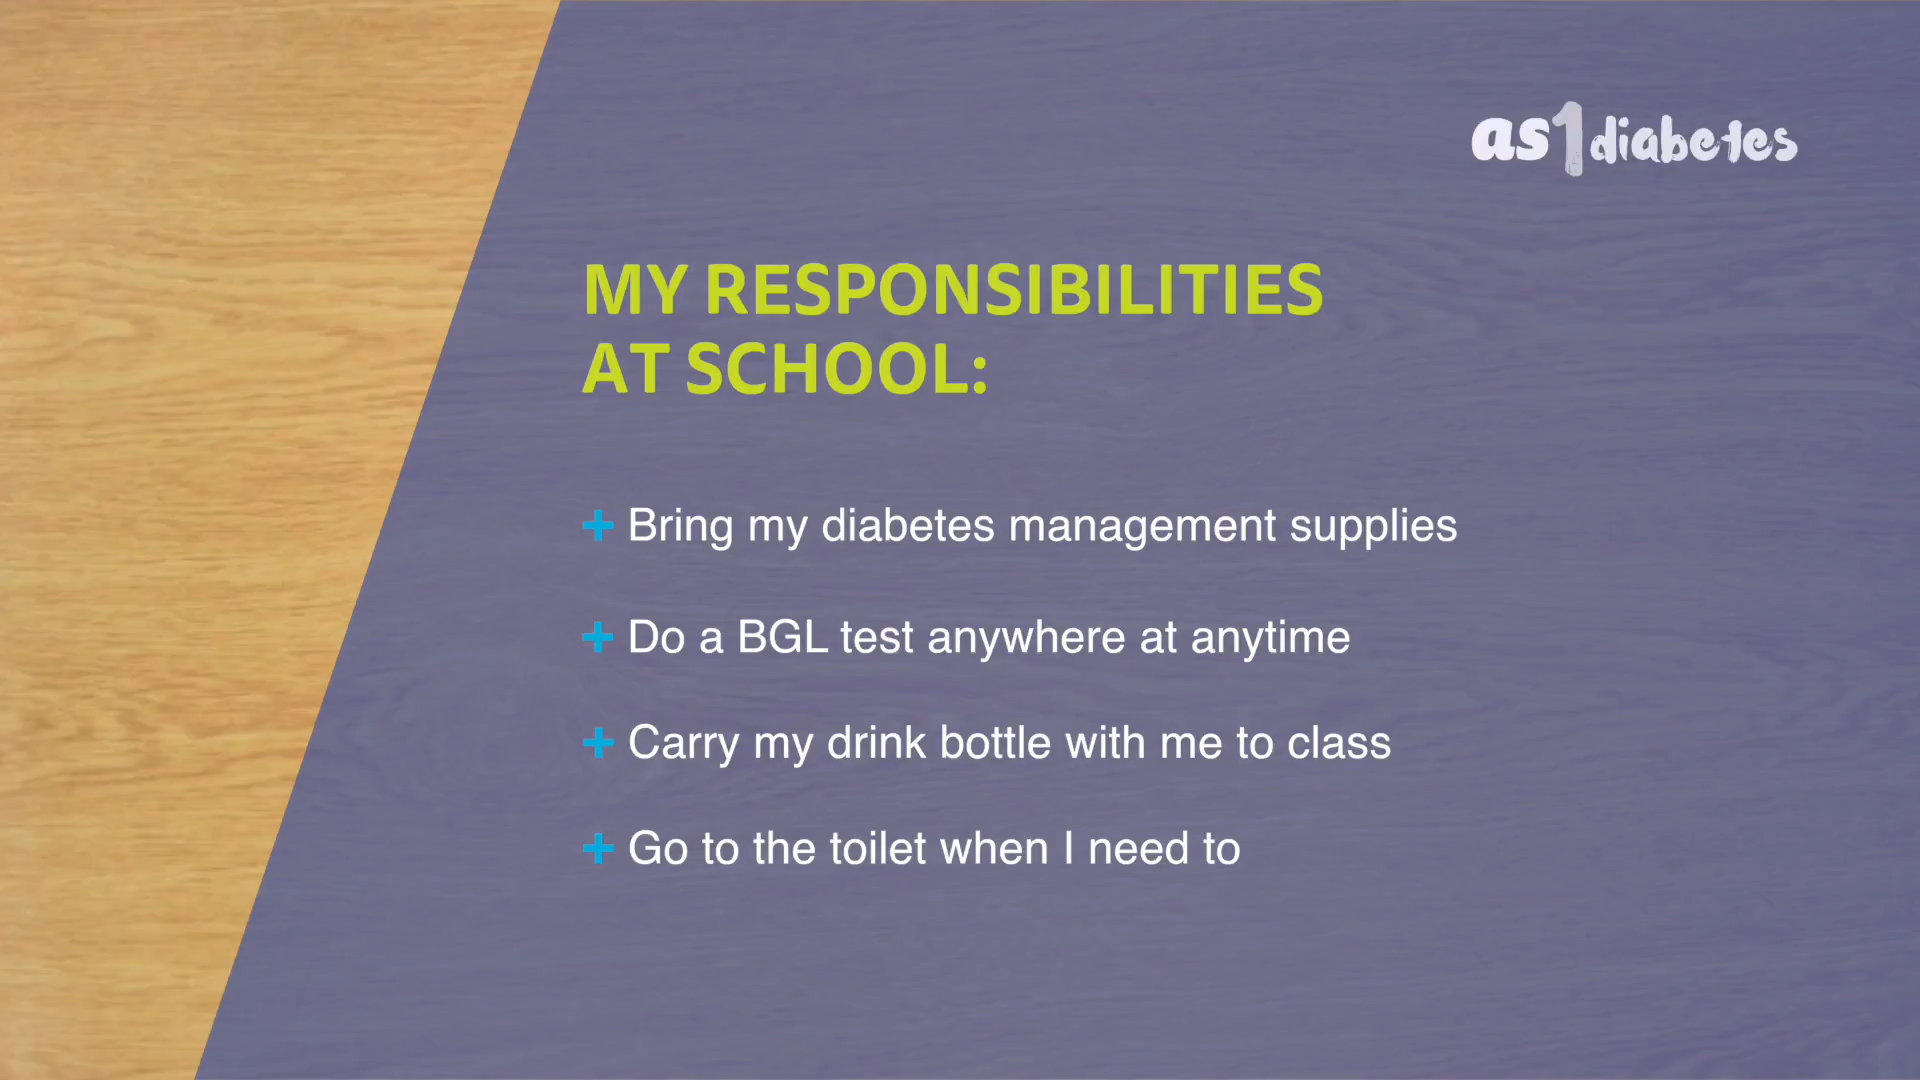 as1diabetes
MY RESPONSIBILITIES
AT SCHOOL:
+ Bring my diabetes management supplies
+ Do a BGL test anywhere at anytime
+ Carry my drink bottle with me to class
+ Go to the toilet when I need to